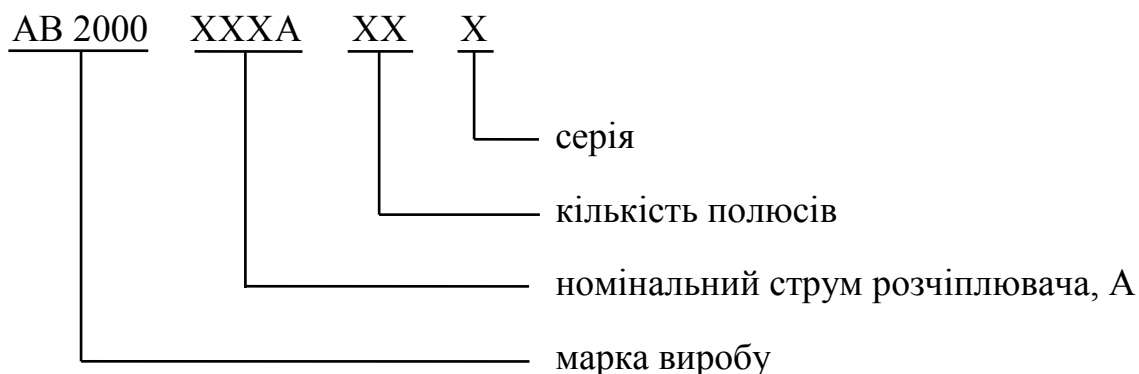 АВ 2000 ХХХА ХХ Х
серія
кількість полюсів
номінальний струм розчіплювача, А
марка виробу